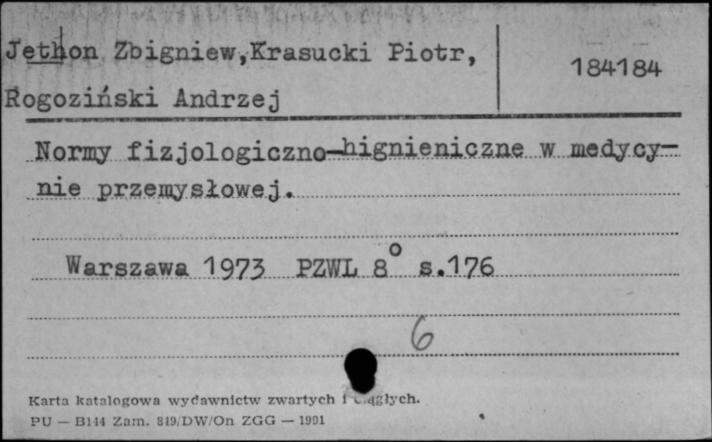 Jethon Zbigniew, Krasucki Piotr,
184184
Rogoziński Andrzej
Normy fizjologiczno-hignieniczne w medycy-
nie przemysłowej.
Warszawa 1973 PZWL 8° s.176
6
Karta katalogowa wydawnictw zwartych i ciągłych.
PU — B144 Zam. 849/DW/On ZGG — 1991